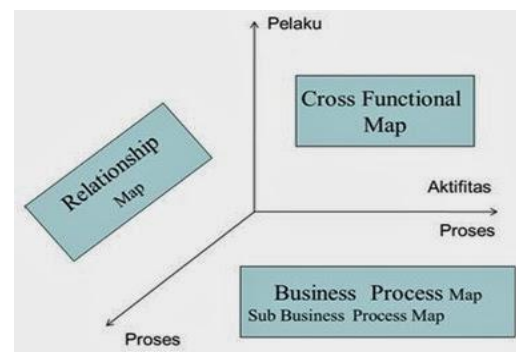 Pelaku
Cross Functional
Map
Relationship
Map
Aktifitas
Proses
Business Process Map
Sub Business Process Map
Proses